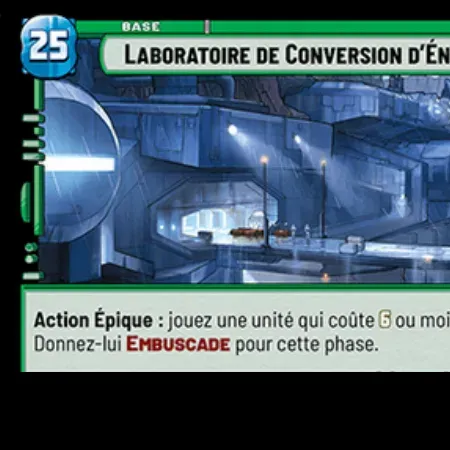 BASE
25
LABORATOIRE DE CONVERSION D'ÉN
Action Épique : jouez une unité qui coûte 6 ou moi
Donnez-lui EMBUSCADE pour cette phase.